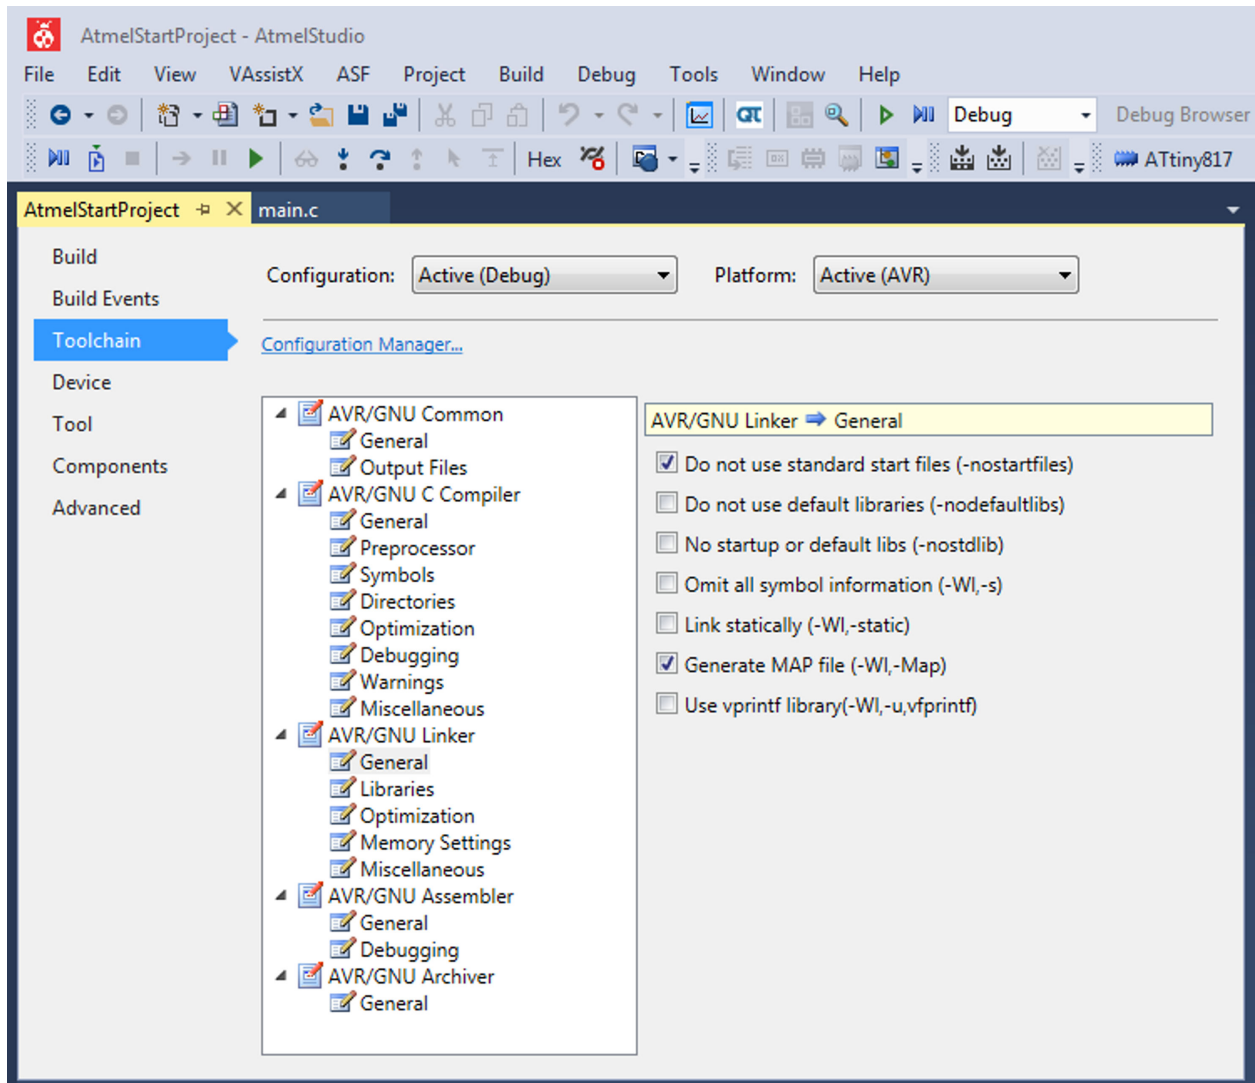 AtmelStartProject - AtmelStudio
File Edit View VAssistX ASF Project Build Debug Tools Window Help
QT Debug Debug Browser
Hex ATtiny817
AtmelStartProject main.c
Build
Build Events
Toolchain
Device
Tool
Components
Advanced
Configuration: Active (Debug) Platform: Active (AVR)
Configuration Manager...
AVR/GNU Common
General
Output Files
AVR/GNU C Compiler
General
Preprocessor
Symbols
Directories
Optimization
Debugging
Warnings
Miscellaneous
AVR/GNU Linker
General
Libraries
Optimization
Memory Settings
Miscellaneous
AVR/GNU Assembler
General
Debugging
AVR/GNU Archiver
General
AVR/GNU Linker General
Do not use standard start files (-nostartfiles)
Do not use default libraries (-nodefaultlibs)
No startup or default libs (-nostdlib)
Omit all symbol information (-Wl,-s)
Link statically (-Wl,-static)
Generate MAP file (-Wl,-Map)
Use vprintf library(-Wl,-u,vfprintf)